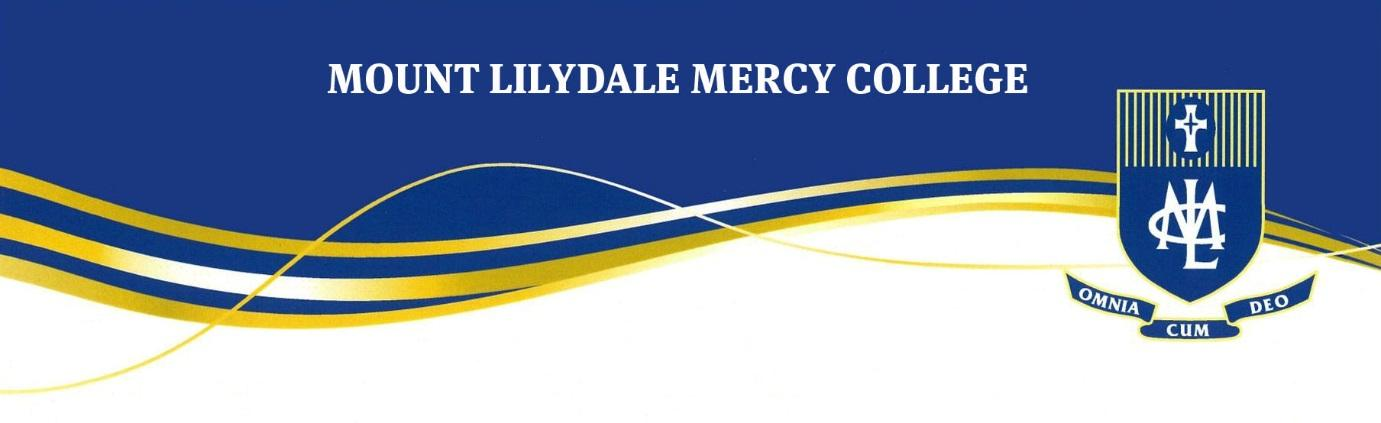 MOUNT LILYDALE MERCY COLLEGE
OMNIA CUM DEO